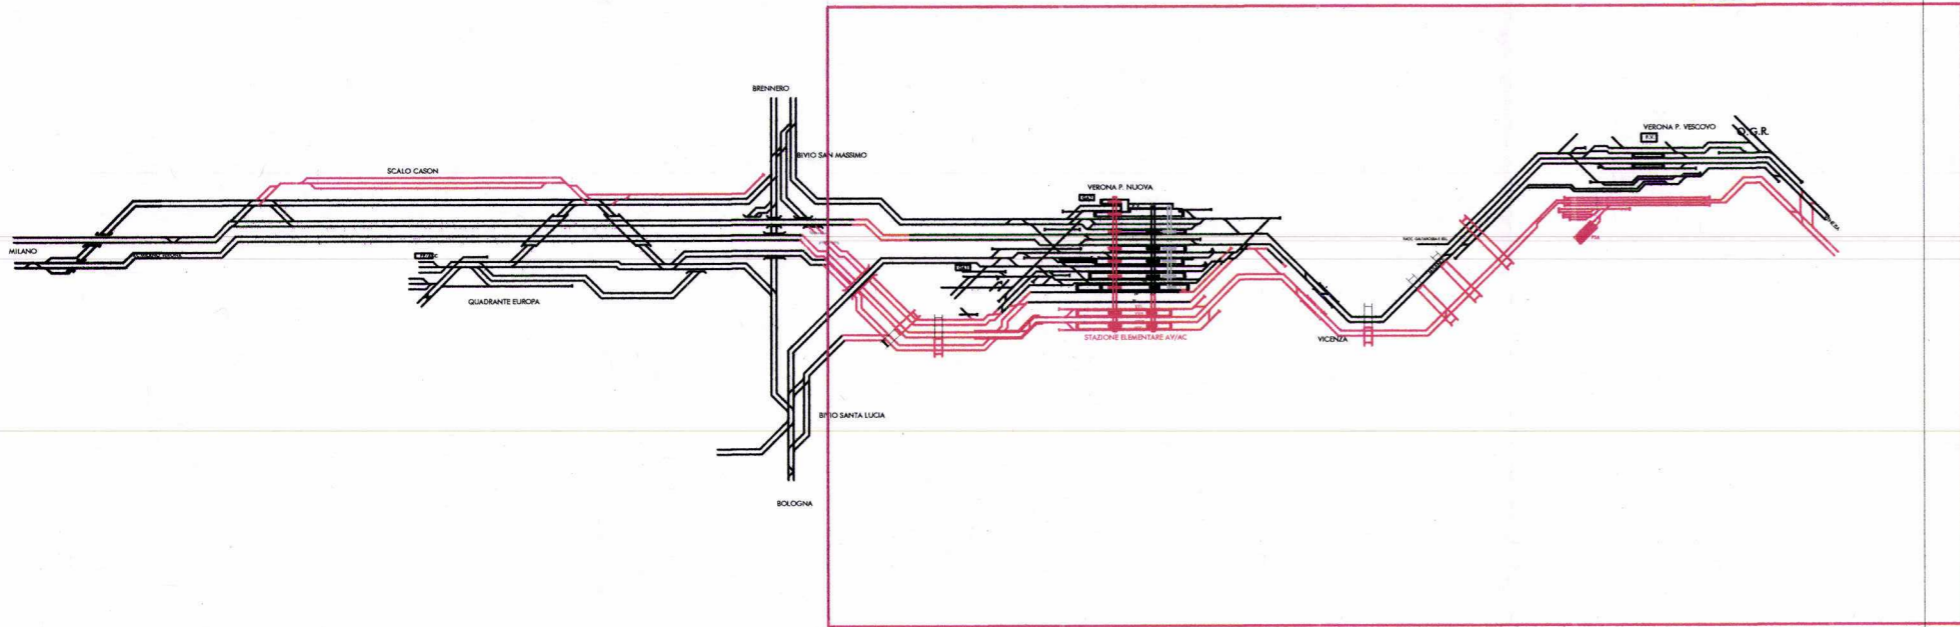 BRENNERO
VERONA P. VESCOVO
O.G.R.
BIVIO SAN MASSIMO
SCALO CASON
VERONA P. NUOVA
MILANO
QUADRANTE EUROPA
STAZIONE ELEMENTARE AV/AC
VICENZA
BIVIO SANTA LUCIA
BOLOGNA